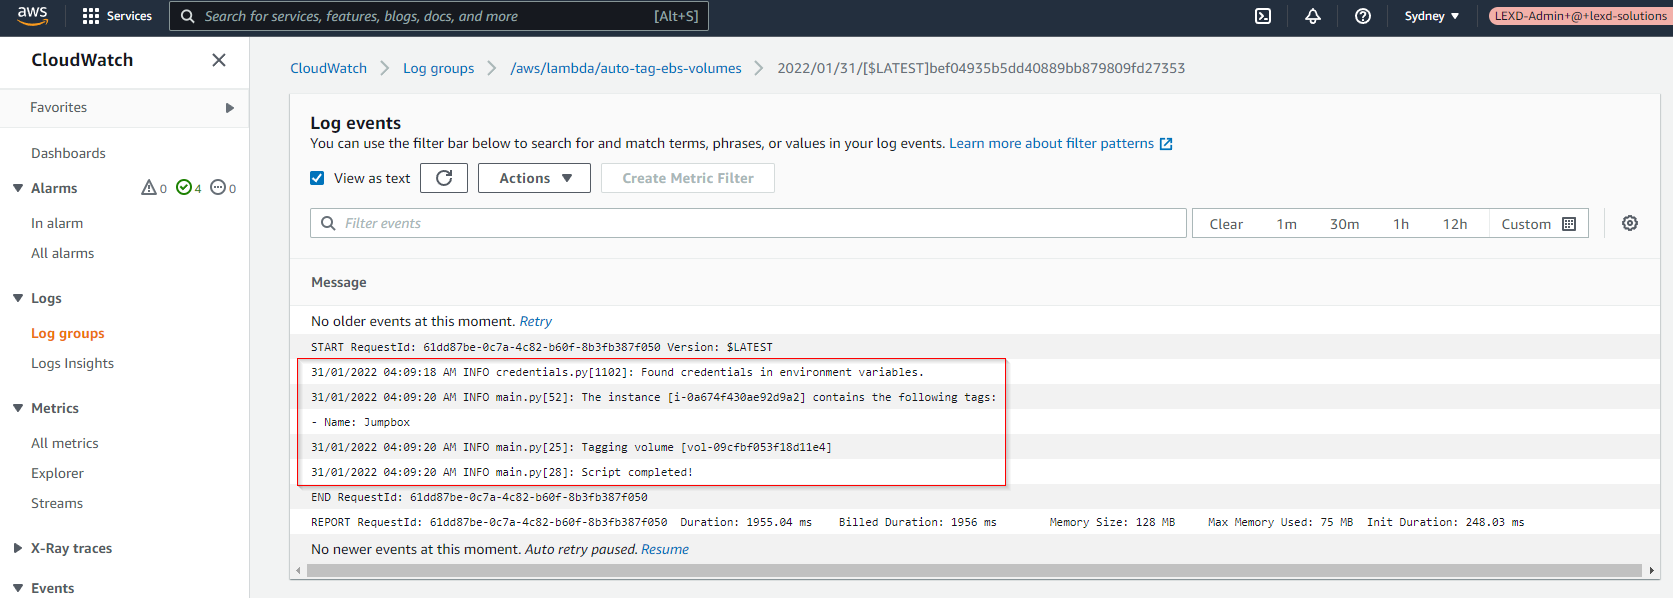 aws
Services
Search for services, features, blogs, docs, and more [Alt+S]
Sydney
LEXD-Admin+@+lexd-solutions
CloudWatch
Favorites
Dashboards
Alarms 0 4 0
In alarm
All alarms
Logs
Log groups
Logs Insights
Metrics
All metrics
Explorer
Streams
X-Ray traces
Events
CloudWatch Log groups /aws/lambda/auto-tag-ebs-volumes 2022/01/31/[$LATEST]bef04935b5dd40889bb879809fd27353
Log events
You can use the filter bar below to search for and match terms, phrases, or values in your log events. Learn more about filter patterns
View as text Actions Create Metric Filter
Filter events Clear 1m 30m 1h 12h Custom
Message
No older events at this moment. Retry
START RequestId: 61dd87be-0c7a-4c82-b60f-8b3fb387f050 Version: $LATEST
31/01/2022 04:09:18 AM INFO credentials.py[1102]: Found credentials in environment variables.
31/01/2022 04:09:20 AM INFO main.py[52]: The instance [i-0a674f430ae92d9a2] contains the following tags:
- Name: Jumpbox
31/01/2022 04:09:20 AM INFO main.py[25]: Tagging volume [vol-09cfbf053f18d11e4]
31/01/2022 04:09:20 AM INFO main.py[28]: Script completed!
END RequestId: 61dd87be-0c7a-4c82-b60f-8b3fb387f050
REPORT RequestId: 61dd87be-0c7a-4c82-b60f-8b3fb387f050 Duration: 1955.04 ms Billed Duration: 1956 ms Memory Size: 128 MB Max Memory Used: 75 MB Init Duration: 248.03 ms
No newer events at this moment. Auto retry paused. Resume